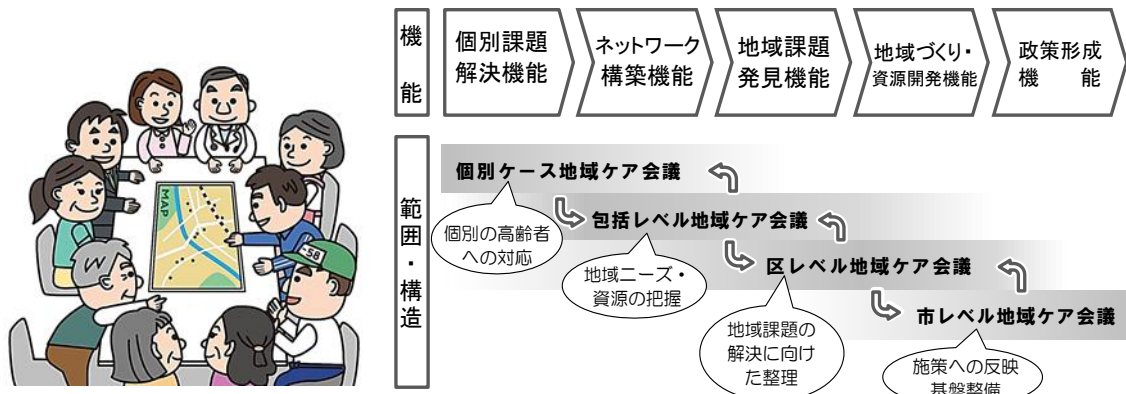 機能
個別課題
解決機能
ネットワーク
構築機能
地域課題
発見機能
地域づくり・
資源開発機能
政策形成
機能
MAP
-58
範囲・構造
個別ケース地域ケア会議
個別の高齢者
への対応
包括レベル地域ケア会議
地域ニーズ・
資源の把握
区レベル地域ケア会議
地域課題の
解決に向け
た整理
市レベル地域ケア会議
施策への反映
基盤整備